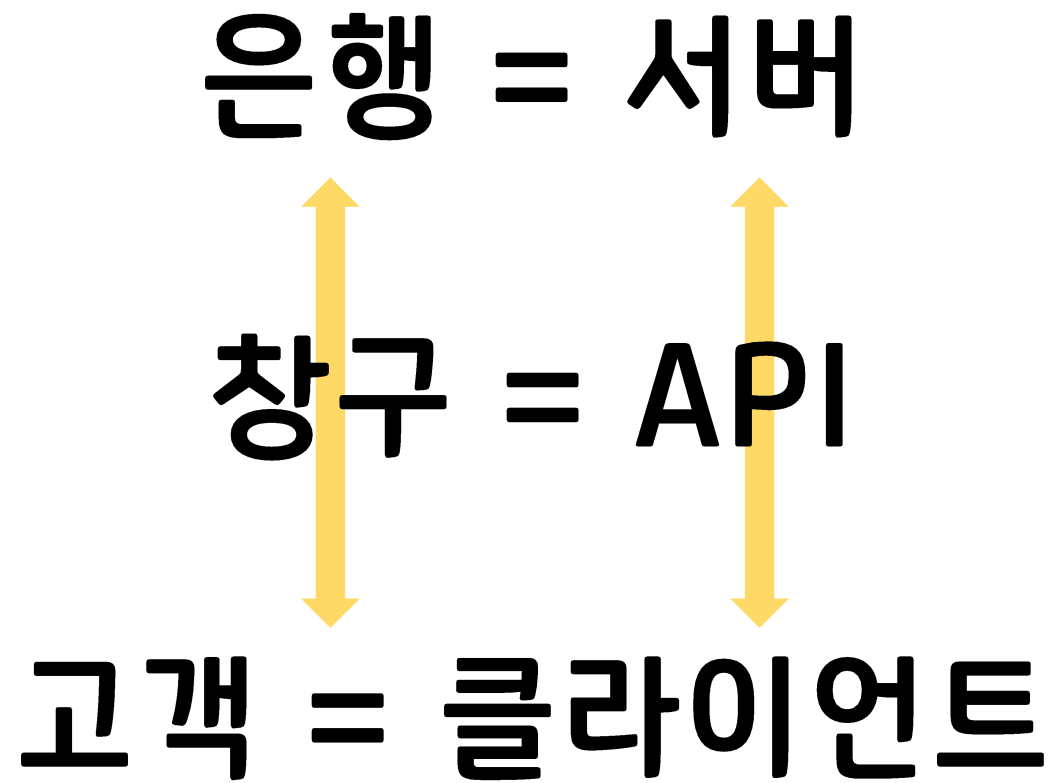 은행 = 서버
창구 = API
고객 = 클라이언트